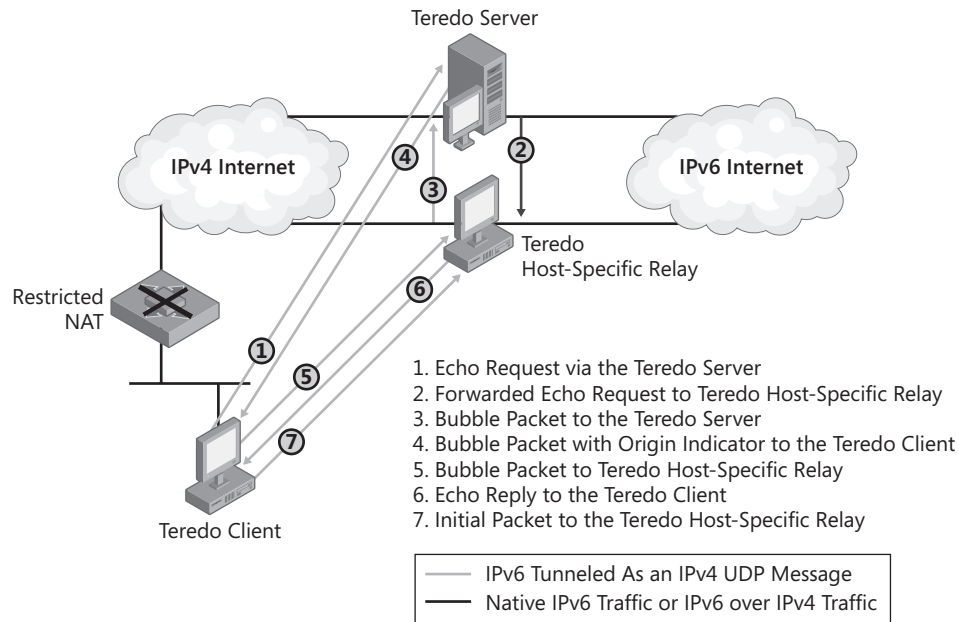 Teredo Server
IPv4 Internet
IPv6 Internet
4
2
3
Teredo
Host-Specific Relay
Restricted
NAT
6
1
5
7
1. Echo Request via the Teredo Server
2. Forwarded Echo Request to Teredo Host-Specific Relay
3. Bubble Packet to the Teredo Server
4. Bubble Packet with Origin Indicator to the Teredo Client
5. Bubble Packet to Teredo Host-Specific Relay
6. Echo Reply to the Teredo Client
7. Initial Packet to the Teredo Host-Specific Relay
Teredo Client
IPv6 Tunneled As an IPv4 UDP Message
Native IPv6 Traffic or IPv6 over IPv4 Traffic